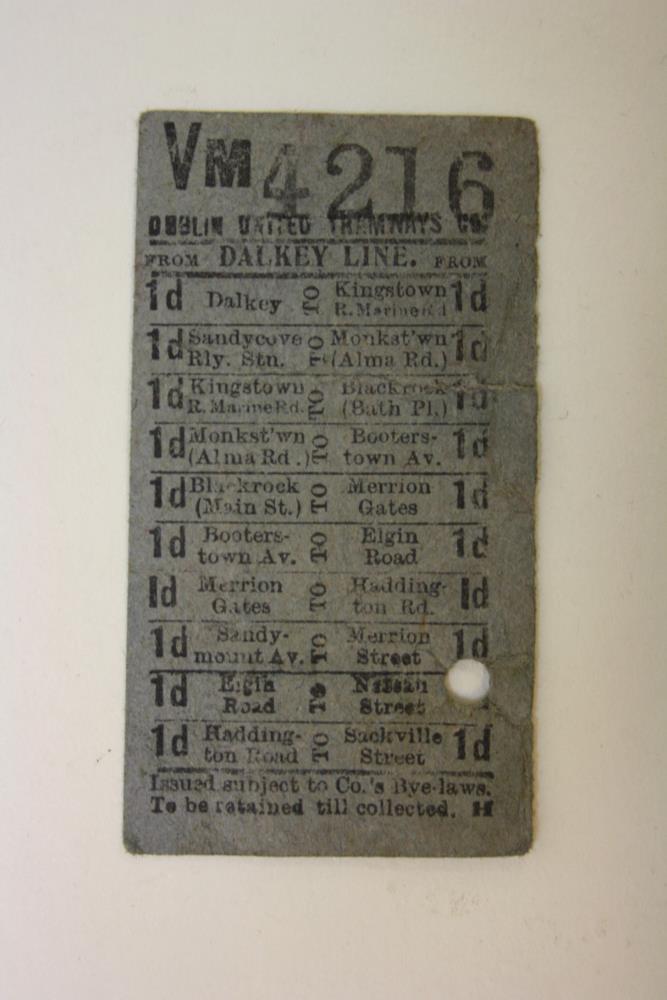 VM 4216
DUBLIN UNITED TRAMWAYS Co.
FROM DALKEY LINE. FROM
1d Dalkey TO Kingstown R. Marine Rd 1d
1d Sandycove Rly. Stn. TO Monkst'wn (Alma Rd.) 1d
1d Kingstown R. Marine Rd. TO Blackrock (Bath Pl.) 1d
1d Monkst'wn (Alma Rd.) TO Booters-town Av. 1d
1d Blackrock (Main St.) TO Merrion Gates 1d
1d Booters-town Av. TO Elgin Road 1d
1d Merrion Gates TO Hadding-ton Rd. 1d
1d Sandy-mount Av. TO Merrion Street 1d
1d Elgin Road TO Nassau Street
1d Hadding-ton Road TO Sackville Street 1d
Issued subject to Co.'s Bye-laws.
To be retained till collected. H